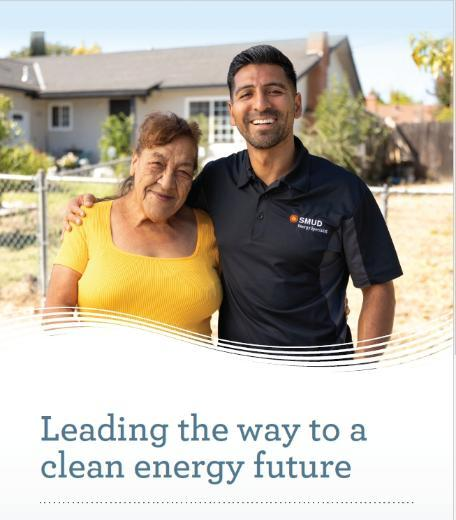 SMUD
Energy Specialist
Leading the way to a
clean energy future